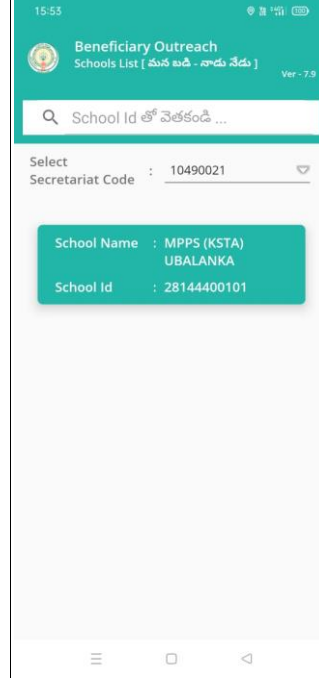 15:53
Beneficiary Outreach
Schools List [ మన బడి - నాడు నేడు ]
Ver - 7.9
School Id తో వెతకండి ...
Select
Secretariat Code : 10490021
School Name : MPPS (KSTA)
UBALANKA
School Id : 28144400101